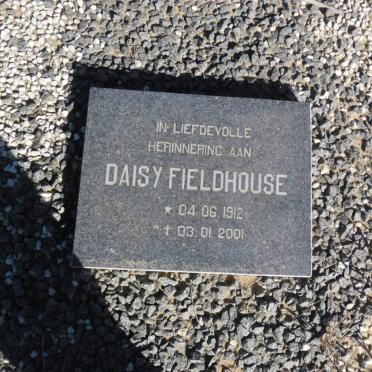 IN LIEFDEVOLLE
HERINNERING AAN
DAISY FIELDHOUSE
★ 04.06.1912
✝ 03.01.2001